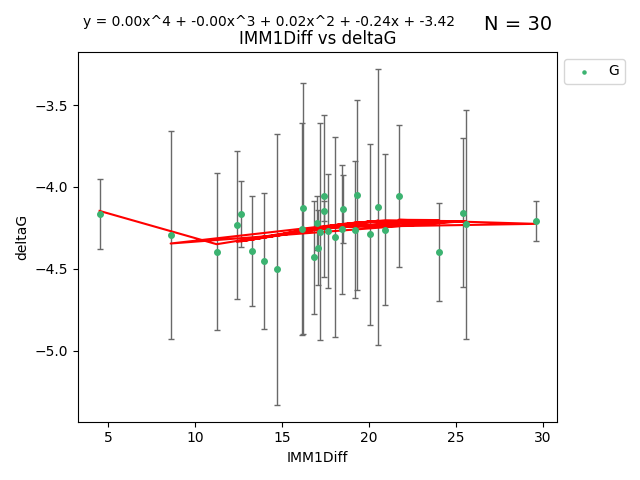 y = 0.00x^4 + -0.00x^3 + 0.02x^2 + -0.24x + -3.42
N = 30
IMM1Diff vs deltaG
G
deltaG
−3.5
−4.0
−4.5
−5.0
5 10 15 20 25 30
IMM1Diff